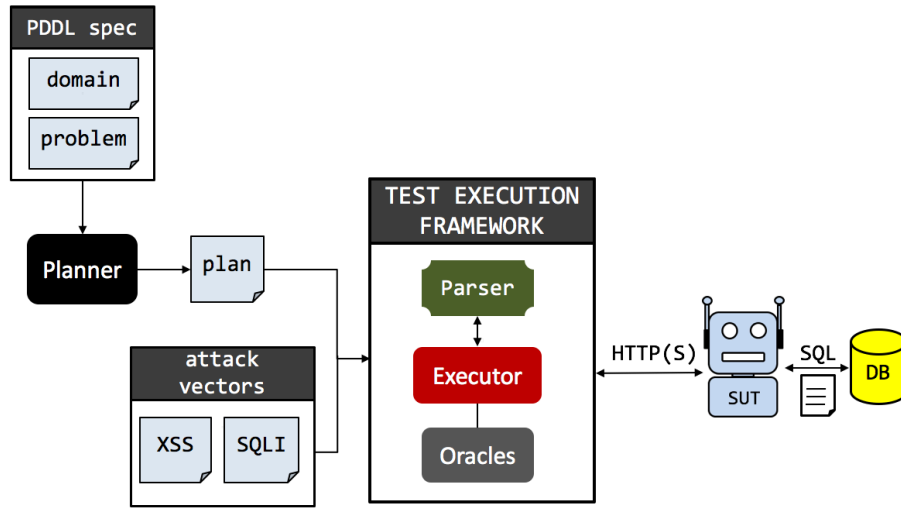 PDDL spec
domain
problem
Planner
plan
attack
vectors
XSS
SQLI
TEST EXECUTION
FRAMEWORK
Parser
Executor
Oracles
HTTP(S)
SUT
SQL
DB